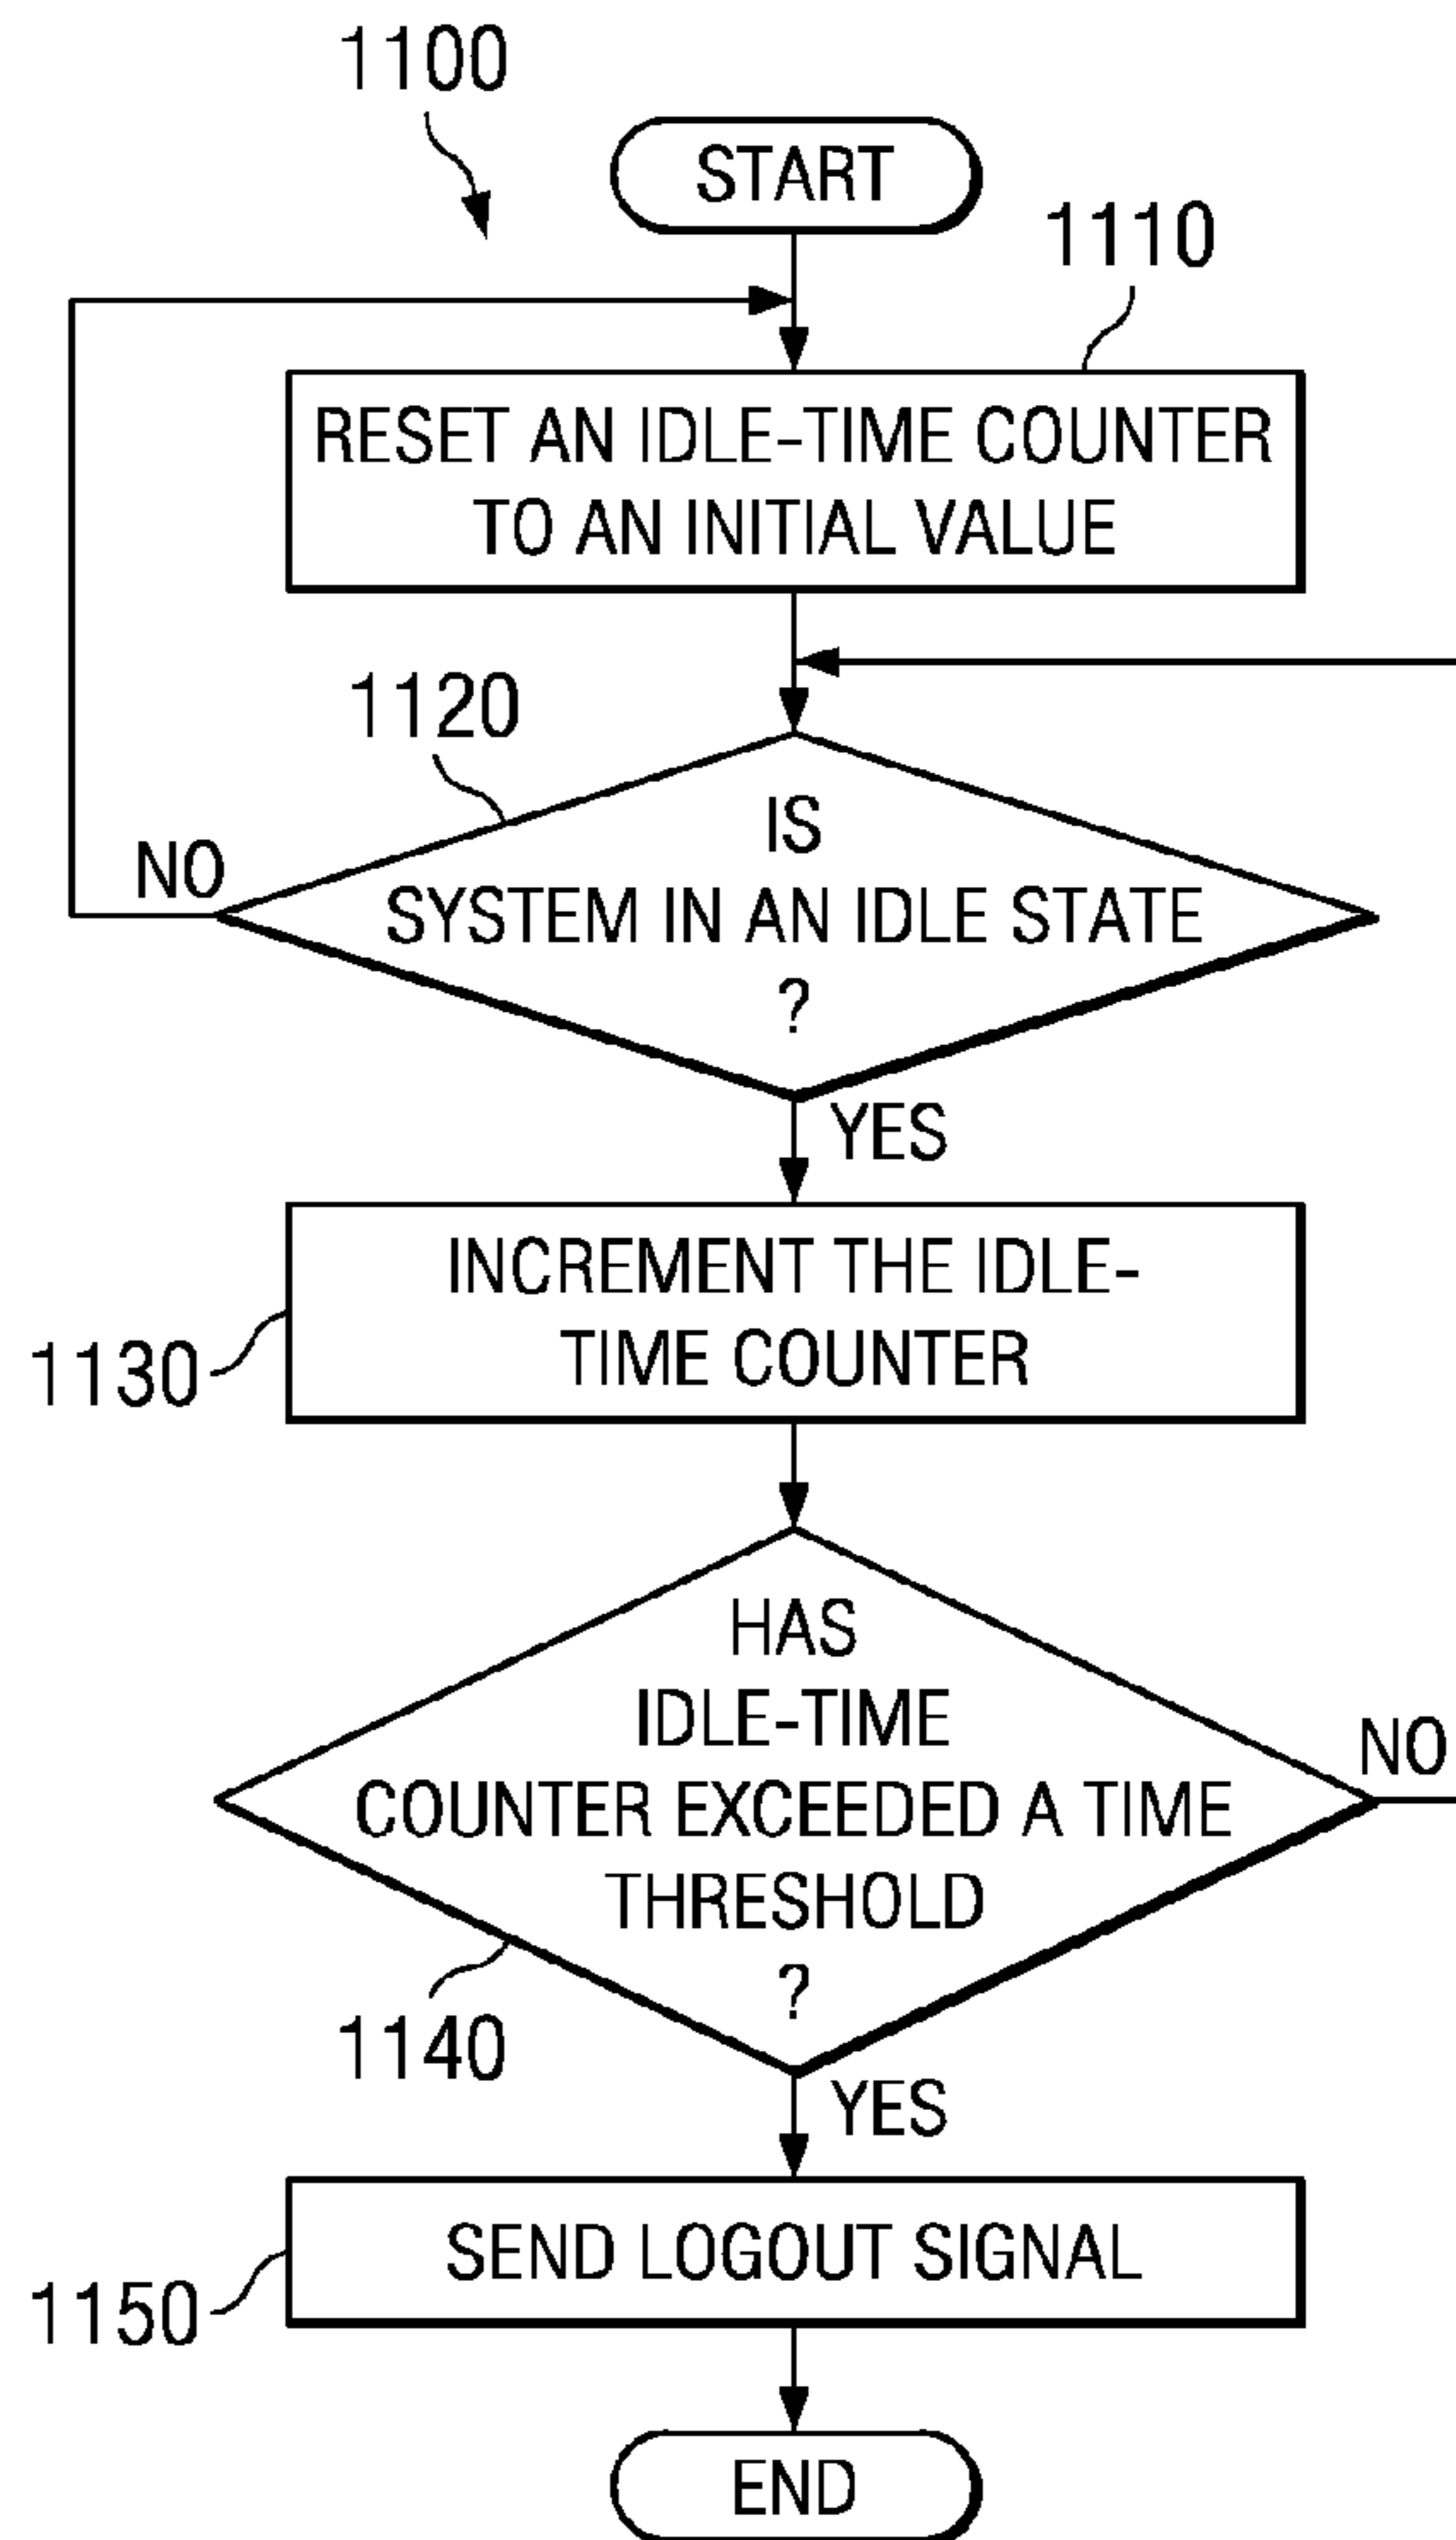 1100
START
1110
RESET AN IDLE-TIME COUNTER
TO AN INITIAL VALUE
1120
IS
NO
SYSTEM IN AN IDLE STATE
?
YES
INCREMENT THE IDLE-
TIME COUNTER
1130
HAS
IDLE-TIME
NO
COUNTER EXCEEDED A TIME
THRESHOLD
?
1140
YES
SEND LOGOUT SIGNAL
1150
END